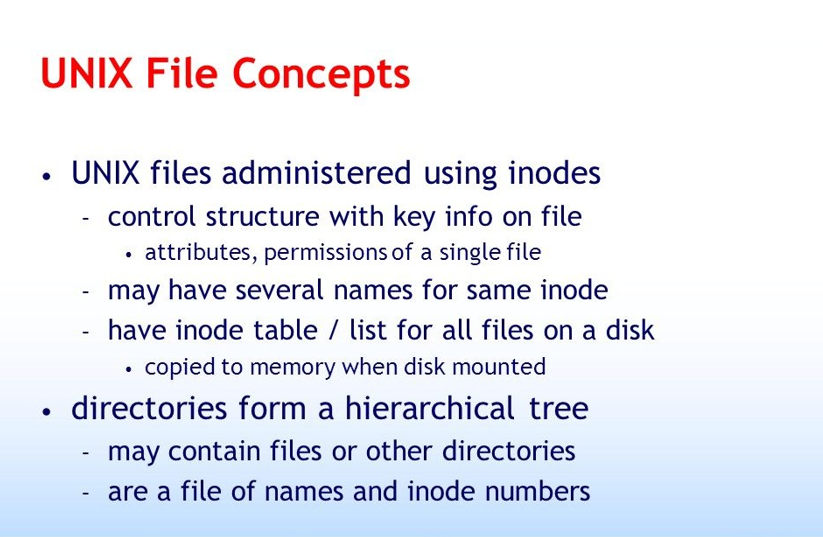 UNIX File Concepts
• UNIX files administered using inodes
- control structure with key info on file
• attributes, permissions of a single file
- may have several names for same inode
- have inode table / list for all files on a disk
• copied to memory when disk mounted
• directories form a hierarchical tree
- may contain files or other directories
- are a file of names and inode numbers